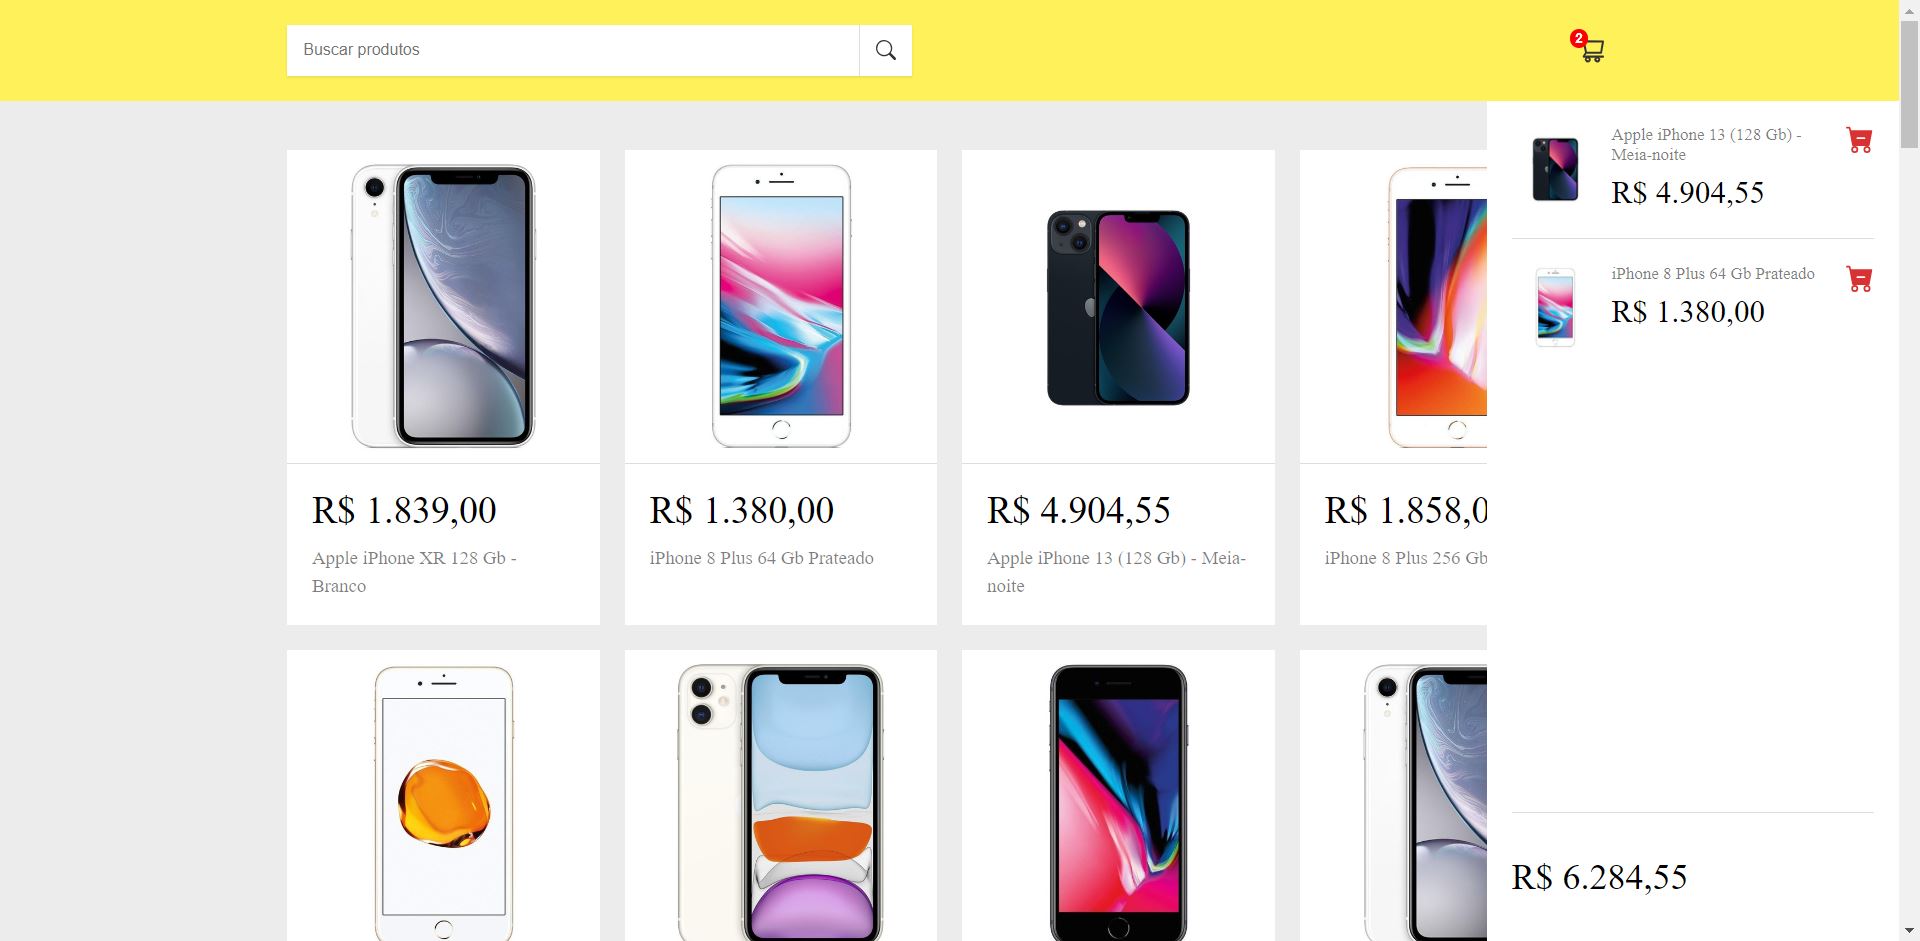 Buscar produtos
2
R$ 1.839,00
Apple iPhone XR 128 Gb -
Branco
R$ 1.380,00
iPhone 8 Plus 64 Gb Prateado
R$ 4.904,55
Apple iPhone 13 (128 Gb) - Meia-
noite
R$ 1.858,0
iPhone 8 Plus 256 Gb
Apple iPhone 13 (128 Gb) -
Meia-noite
R$ 4.904,55
iPhone 8 Plus 64 Gb Prateado
R$ 1.380,00
R$ 6.284,55